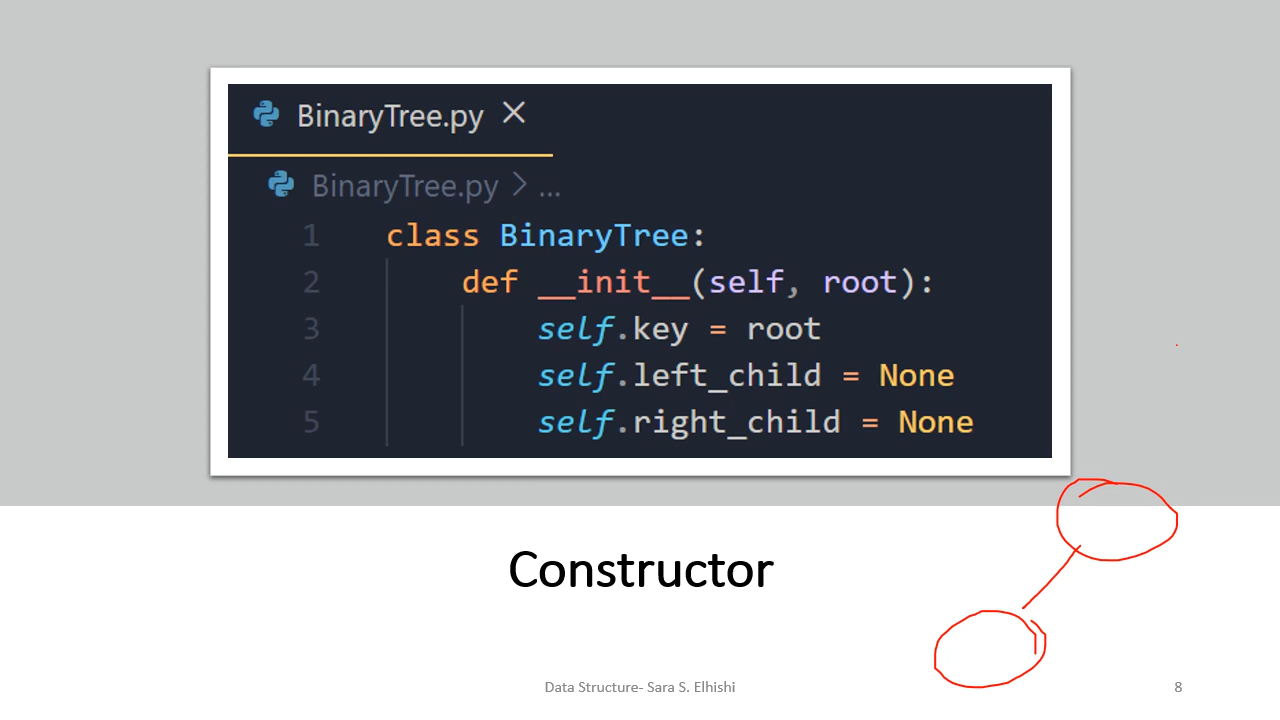 BinaryTree.py
BinaryTree.py > ...
1 class BinaryTree:
2 def __init__(self, root):
3 self.key = root
4 self.left_child = None
5 self.right_child = None
Constructor
Data Structure- Sara S. Elhishi 8